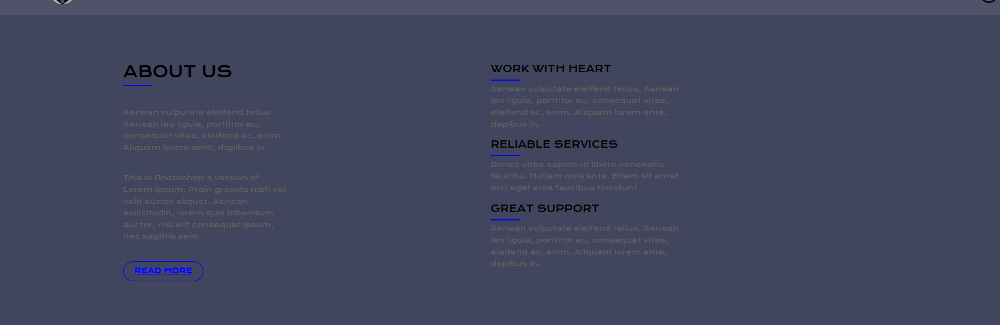 ABOUT US
Aenean vulputate eleifend tellus.
Aenean leo ligula, porttitor eu,
consequat vitae, eleifend ac, enim.
Aliquam lorem ante, dapibus in.
This is Photoshop's version of
Lorem Ipsum. Proin gravida nibh vel
velit auctor aliquet. Aenean
sollicitudin, lorem quis bibendum
auctor, nisi elit consequat ipsum,
nec sagittis sem
READ MORE
WORK WITH HEART
Aenean vulputate eleifend tellus. Aenean
leo ligula, porttitor eu, consequat vitae,
eleifend ac, enim. Aliquam lorem ante,
dapibus in.
RELIABLE SERVICES
Donec vitae sapien ut libero venenatis
faucibu. Nullam quis ante. Etiam sit amet
orci eget eros faucibus tincidunt
GREAT SUPPORT
Aenean vulputate eleifend tellus. Aenean
leo ligula, porttitor eu, consequat vitae,
eleifend ac, enim. Aliquam lorem ante,
dapibus in.